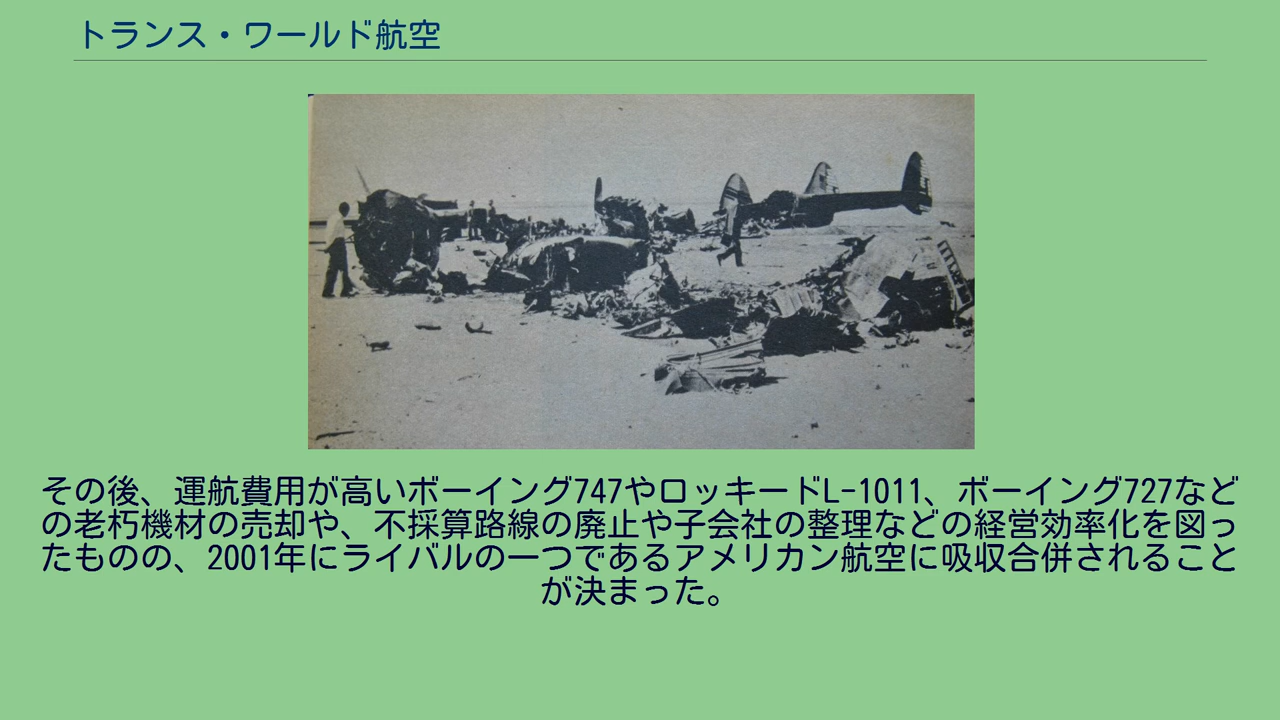 トランス・ワールド航空
その後、運航費用が高いボーイング747やロッキードL-1011、ボーイング727など
の老朽機材の売却や、不採算路線の廃止や子会社の整理などの経営効率化を図っ
たものの、2001年にライバルの一つであるアメリカン航空に吸収合併されること
が決まった。